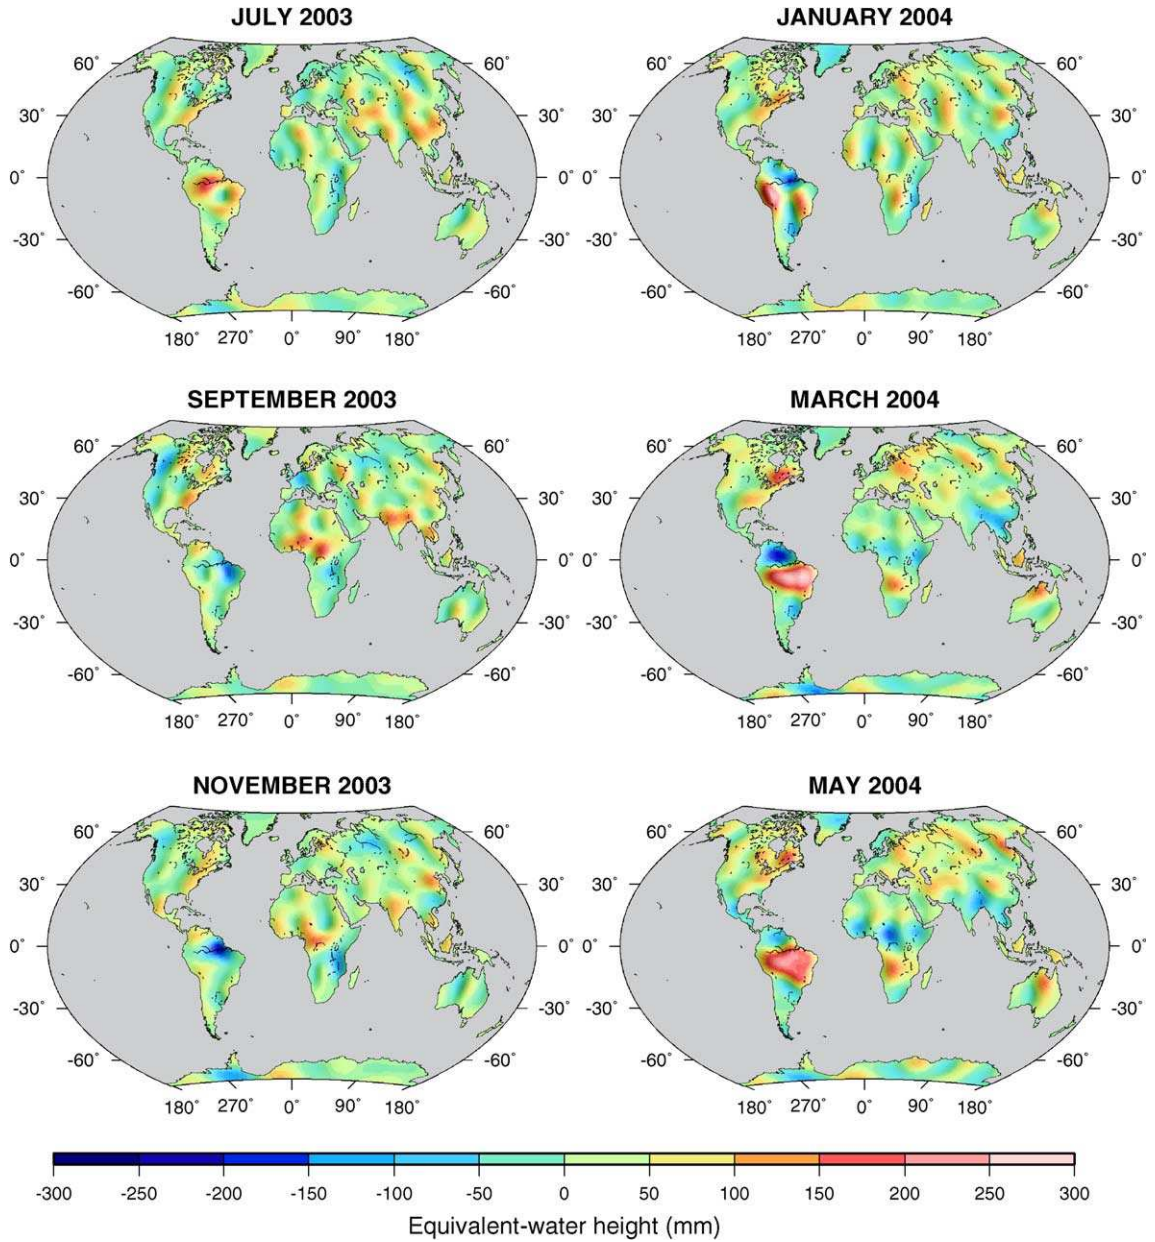 JULY 2003
JANUARY 2004
60° 60° 60° 60°
30° 30° 30° 30°
0° 0° 0° 0°
-30° -30° -30° -30°
-60° -60° -60° -60°
180° 270° 0° 90° 180° 180° 270° 0° 90° 180°
SEPTEMBER 2003
MARCH 2004
60° 60° 60° 60°
30° 30° 30° 30°
0° 0° 0° 0°
-30° -30° -30° -30°
-60° -60° -60° -60°
180° 270° 0° 90° 180° 180° 270° 0° 90° 180°
NOVEMBER 2003
MAY 2004
60° 60° 60° 60°
30° 30° 30° 30°
0° 0° 0° 0°
-30° -30° -30° -30°
-60° -60° -60° -60°
180° 270° 0° 90° 180° 180° 270° 0° 90° 180°
-300 -250 -200 -150 -100 -50 0 50 100 150 200 250 300
Equivalent-water height (mm)